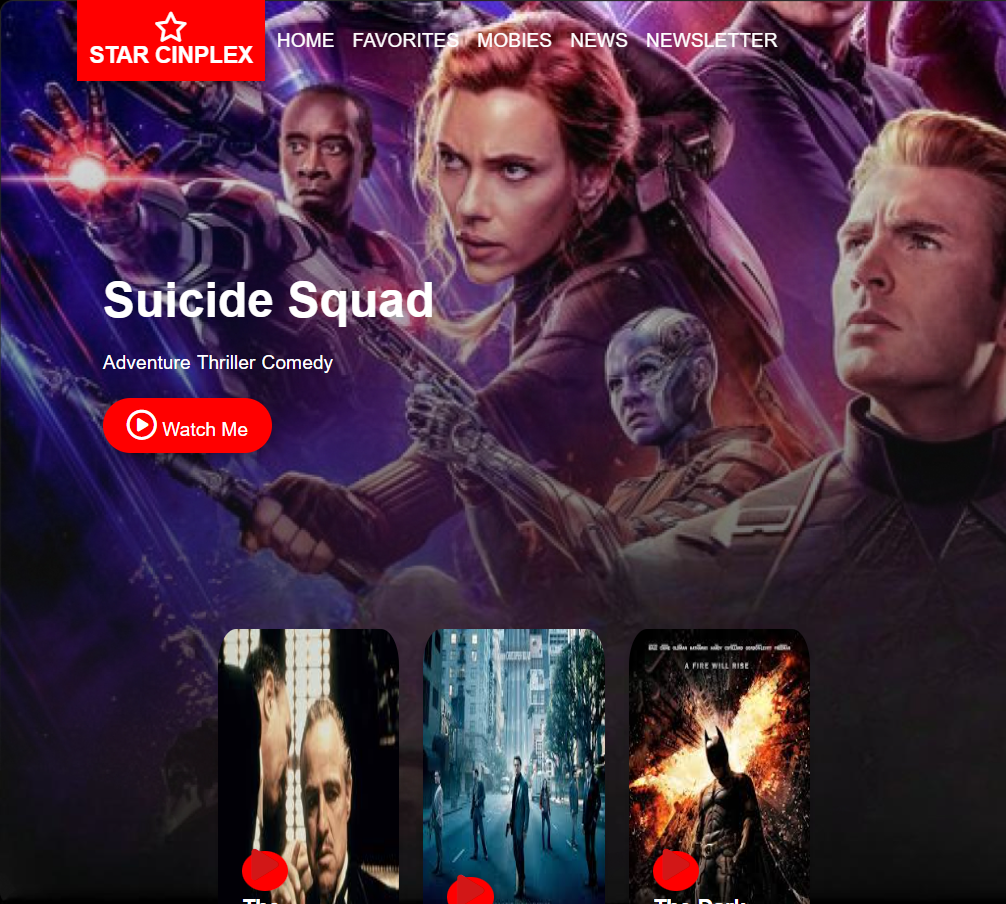 STAR CINPLEX
HOME FAVORITES MOBIES NEWS NEWSLETTER
Suicide Squad
Adventure Thriller Comedy
Watch Me
A FIRE WILL RISE
The
The Dark